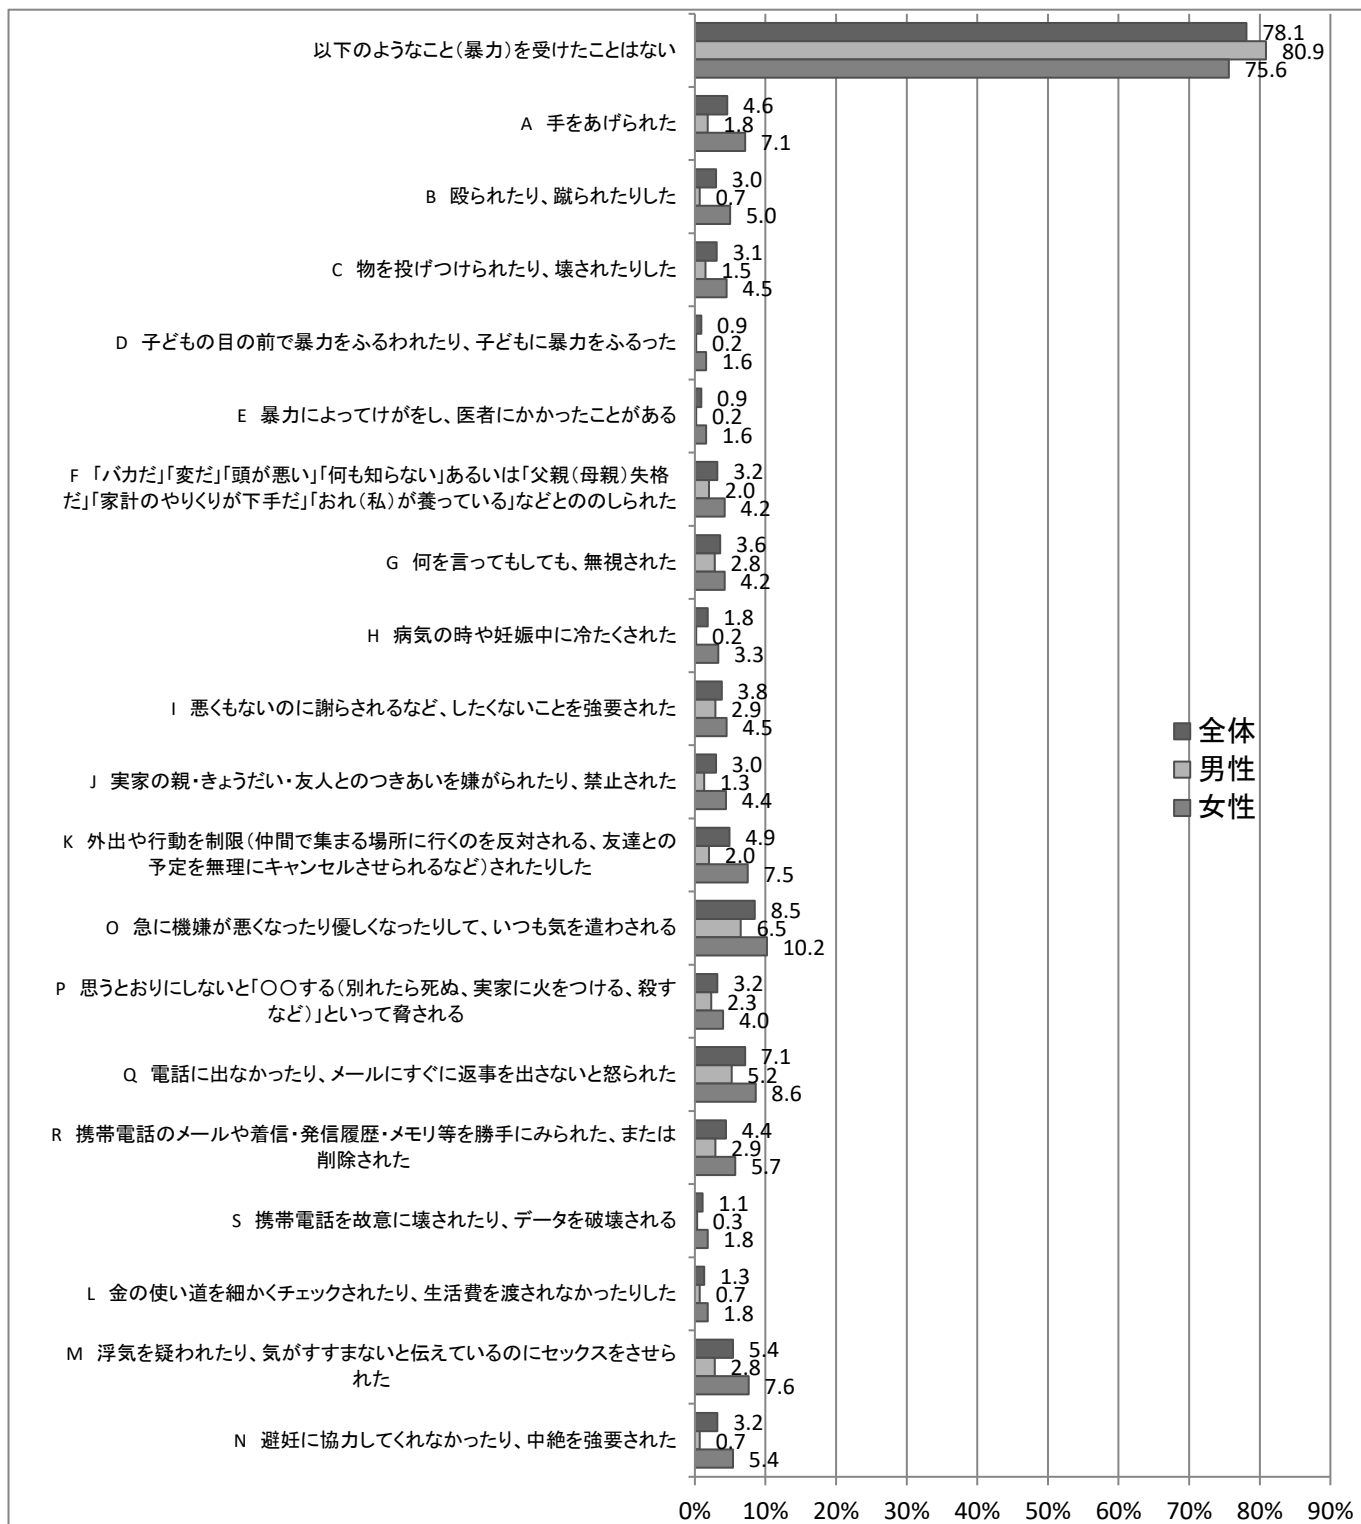 以下のようなこと(暴力)を受けたことはない
78.1
80.9
75.6
A 手をあげられた
4.6
1.8
7.1
B 殴られたり、蹴られたりした
3.0
0.7
5.0
C 物を投げつけられたり、壊されたりした
3.1
1.5
4.5
D 子どもの目の前で暴力をふるわれたり、子どもに暴力をふるった
0.9
0.2
1.6
E 暴力によってけがをし、医者にかかったことがある
0.9
0.2
1.6
F 「バカだ」「変だ」「頭が悪い」「何も知らない」あるいは「父親(母親)失格
だ」「家計のやりくりが下手だ」「おれ(私)が養っている」などとののしられた
3.2
2.0
4.2
G 何を言ってもしても、無視された
3.6
2.8
4.2
H 病気の時や妊娠中に冷たくされた
1.8
0.2
3.3
I 悪くもないのに謝らされるなど、したくないことを強要された
3.8
2.9
4.5
J 実家の親・きょうだい・友人とのつきあいを嫌がられたり、禁止された
3.0
1.3
4.4
K 外出や行動を制限(仲間で集まる場所に行くのを反対される、友達との
予定を無理にキャンセルさせられるなど)されたりした
4.9
2.0
7.5
O 急に機嫌が悪くなったり優しくなったりして、いつも気を遣わされる
8.5
6.5
10.2
P 思うとおりにしないと「〇〇する(別れたら死ぬ、実家に火をつける、殺す
など)」といって脅される
3.2
2.3
4.0
Q 電話に出なかったり、メールにすぐに返事を出さないと怒られた
7.1
5.2
8.6
R 携帯電話のメールや着信・発信履歴・メモリ等を勝手にみられた、または
削除された
4.4
2.9
5.7
S 携帯電話を故意に壊されたり、データを破壊される
1.1
0.3
1.8
L 金の使い道を細かくチェックされたり、生活費を渡されなかったりした
1.3
0.7
1.8
M 浮気を疑われたり、気がすすまないと伝えているのにセックスをさせら
れた
5.4
2.8
7.6
N 避妊に協力してくれなかったり、中絶を強要された
3.2
0.7
5.4
全体
男性
女性
0% 10% 20% 30% 40% 50% 60% 70% 80% 90%